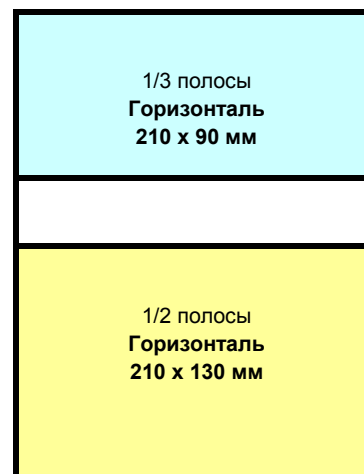 1/3 полосы
Горизонталь
210 х 90 мм
1/2 полосы
Горизонталь
210 х 130 мм